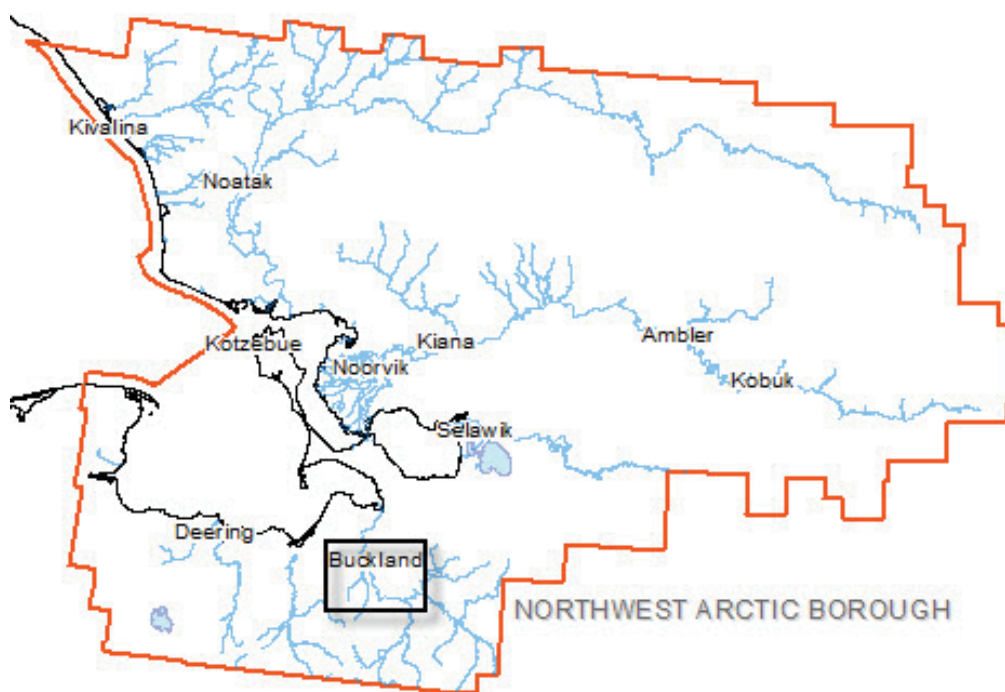 Kivalina
Noatak
Kotzebue
Kiana
Ambler
Noorvik
Kobuk
Selawik
Deering
Buckland
NORTHWEST ARCTIC BOROUGH